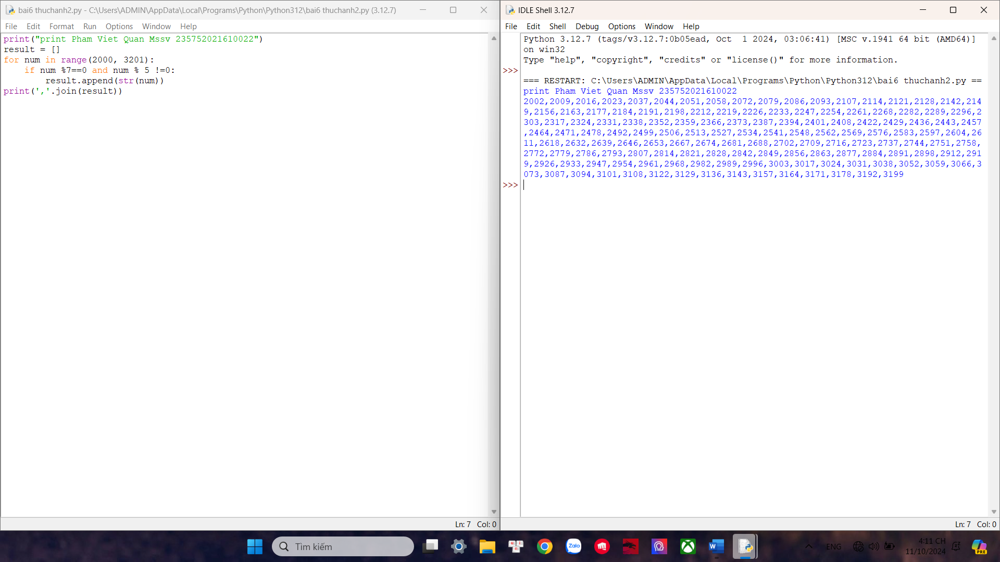 bai6 thuchanh2.py - C:\Users\ADMIN\AppData\Local\Programs\Python\Python312\bai6 thuchanh2.py (3.12.7)
File Edit Format Run Options Window Help
print("print Pham Viet Quan Mssv 235752021610022")
result = []
for num in range(2000, 3201):
    if num %7==0 and num % 5 !=0:
        result.append(str(num))
print(','.join(result))
Ln: 7 Col: 0
IDLE Shell 3.12.7
File Edit Shell Debug Options Window Help
Python 3.12.7 (tags/v3.12.7:0b05ead, Oct  1 2024, 03:06:41) [MSC v.1941 64 bit (AMD64)]
on win32
Type "help", "copyright", "credits" or "license()" for more information.
>>>
=== RESTART: C:\Users\ADMIN\AppData\Local\Programs\Python\Python312\bai6 thuchanh2.py ==
print Pham Viet Quan Mssv 235752021610022
2002,2009,2016,2023,2037,2044,2051,2058,2072,2079,2086,2093,2107,2114,2121,2128,2142,214
9,2156,2163,2177,2184,2191,2198,2212,2219,2226,2233,2247,2254,2261,2268,2282,2289,2296,2
303,2317,2324,2331,2338,2352,2359,2366,2373,2387,2394,2401,2408,2422,2429,2436,2443,2457
,2464,2471,2478,2492,2499,2506,2513,2527,2534,2541,2548,2562,2569,2576,2583,2597,2604,26
11,2618,2632,2639,2646,2653,2667,2674,2681,2688,2702,2709,2716,2723,2737,2744,2751,2758,
2772,2779,2786,2793,2807,2814,2821,2828,2842,2849,2856,2863,2877,2884,2891,2898,2912,291
9,2926,2933,2947,2954,2961,2968,2982,2989,2996,3003,3017,3024,3031,3038,3052,3059,3066,3
073,3087,3094,3101,3108,3122,3129,3136,3143,3157,3164,3171,3178,3192,3199
>>>
Ln: 7 Col: 0
Tìm kiếm
Zalo
W
ENG
4:11 CH
11/10/2024
PRE